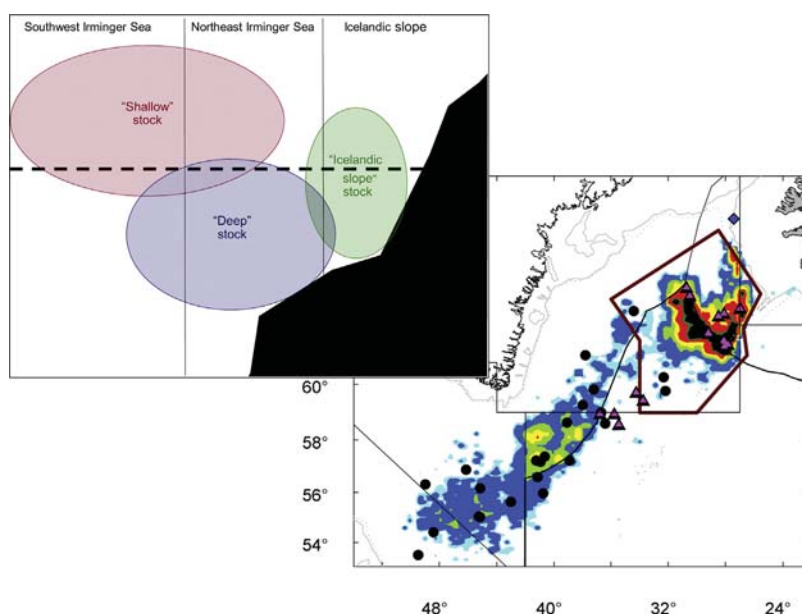 Southwest Irminger Sea
Northeast Irminger Sea
Icelandic slope
"Shallow"
stock
"Icelandic
slope"
stock
"Deep"
stock
60°
58°
56°
54°
48°
40°
32°
24°